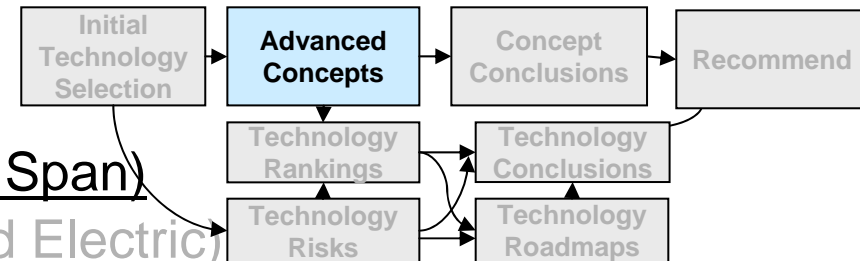 Initial
Technology
Selection
Advanced
Concepts
Concept
Conclusions
Recommend
Technology
Rankings
Technology
Conclusions
Span)
Technology
Risks
Technology
Roadmaps
d Electric)